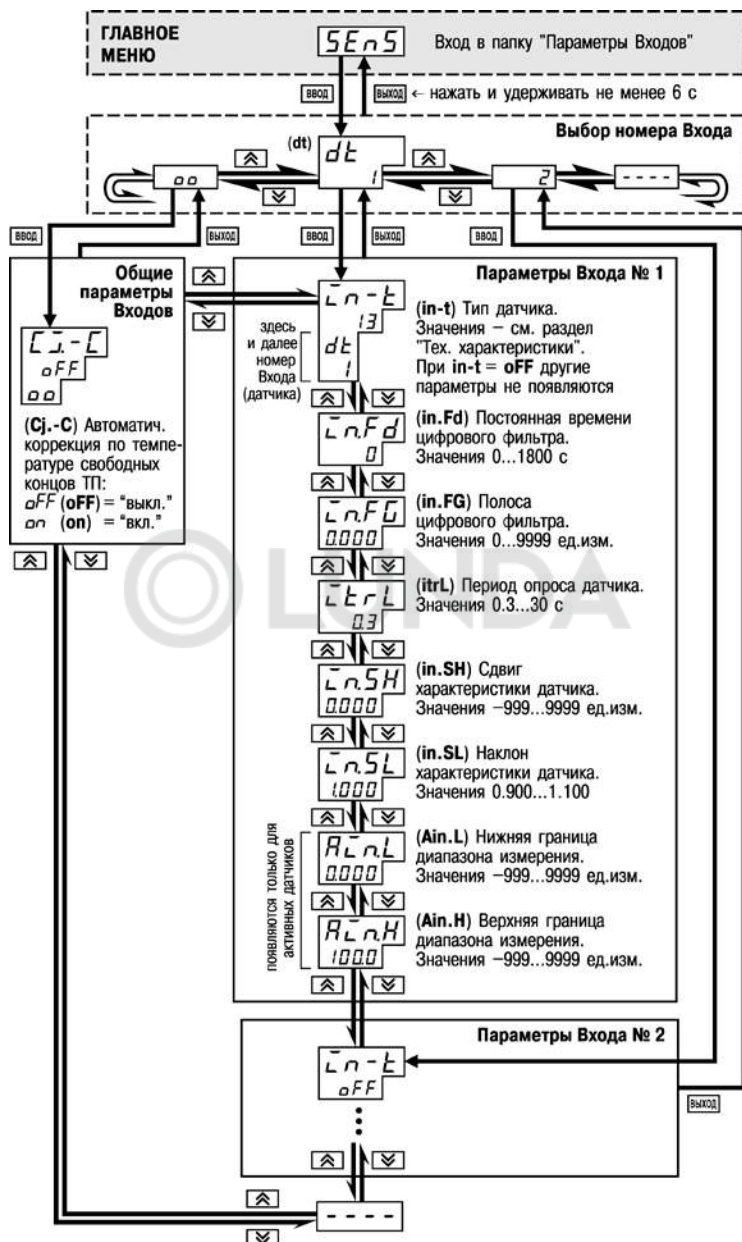 ГЛАВНОЕ
МЕНЮ
SEnS
Вход в папку "Параметры Входов"
ВВОД
ВЫХОД
← нажать и удерживать не менее 6 с
Выбор номера Входа
(dt)
dt
1
oo
2
----
ВВОД
ВЫХОД
ВВОД
ВЫХОД
ВВОД
Общие
параметры
Входов
Cj.-C
oFF
oo
(Cj.-C) Автоматич.
коррекция по темпе-
ратуре свободных
концов ТП:
oFF (oFF) = "выкл."
on (on) = "вкл."
Параметры Входа № 1
in-t
13
dt
1
здесь
и далее
номер
Входа
(датчика)
(in-t) Тип датчика.
Значения – см. раздел
"Тех. характеристики".
При in-t = oFF другие
параметры не появляются
in.Fd
0
(in.Fd) Постоянная времени
цифрового фильтра.
Значения 0...1800 с
in.FG
0.000
(in.FG) Полоса
цифрового фильтра.
Значения 0...9999 ед.изм.
LUNDA
itrL
0.3
(itrL) Период опроса датчика.
Значения 0.3...30 с
in.SH
0.000
(in.SH) Сдвиг
характеристики датчика.
Значения –999...9999 ед.изм.
in.SL
1.000
(in.SL) Наклон
характеристики датчика.
Значения 0.900...1.100
появляются только для
активных датчиков
Ain.L
0.000
(Ain.L) Нижняя граница
диапазона измерения.
Значения –999...9999 ед.изм.
Ain.H
100.0
(Ain.H) Верхняя граница
диапазона измерения.
Значения –999...9999 ед.изм.
Параметры Входа № 2
in-t
oFF
ВЫХОД
----